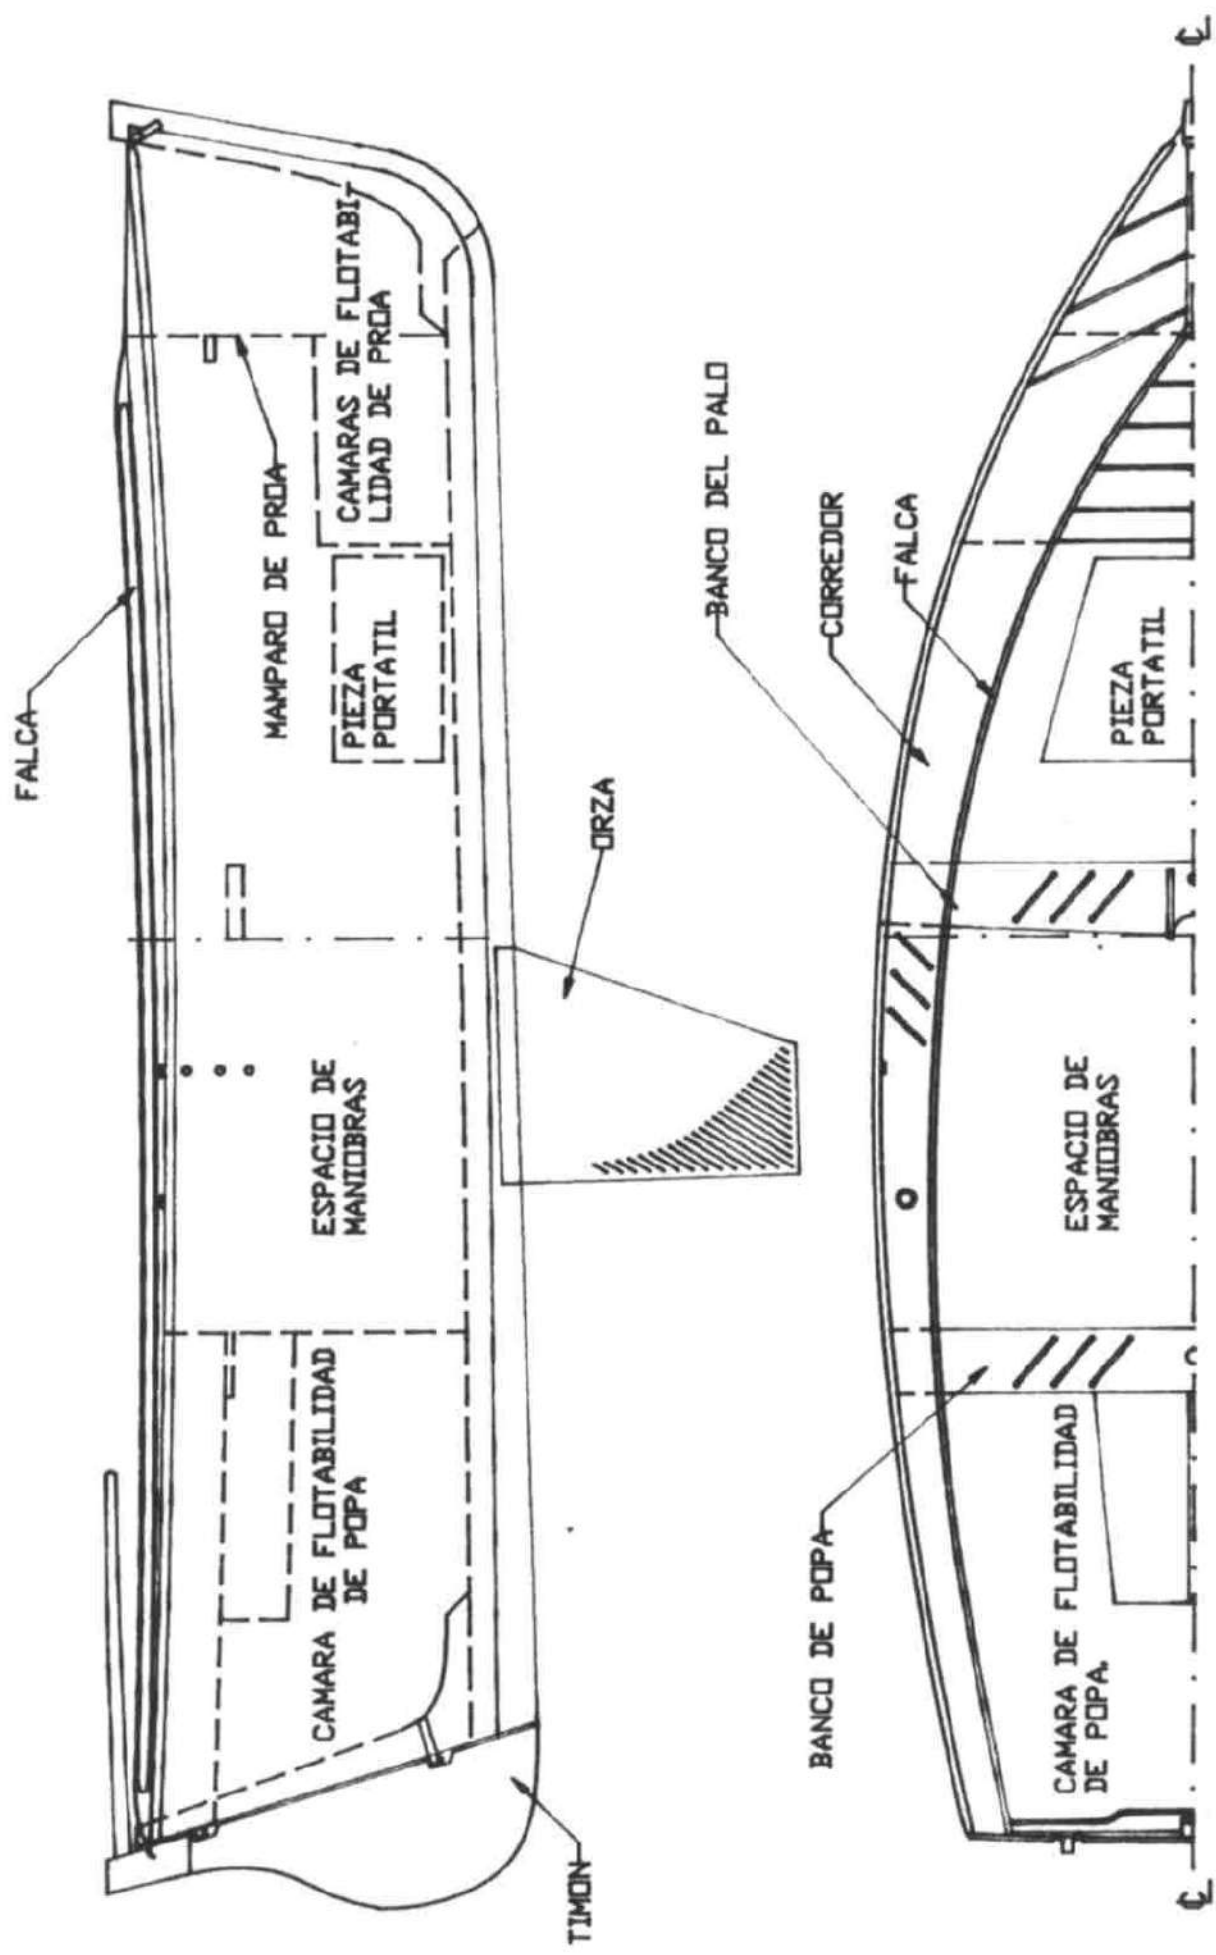 FALCA
MAMPARO DE PROA
CAMARAS DE FLOTABI-
LIDAD DE PROA
PIEZA
PORTATIL
ESPACIO DE
MANIOBRAS
CAMARA DE FLOTABILIDAD
DE POPA
ORZA
TIMON
BANCO DEL PALO
CORREDOR
FALCA
BANCO DE POPA
PIEZA
PORTATIL
ESPACIO DE
MANIOBRAS
CAMARA DE FLOTABILIDAD
DE POPA.
℄
℄